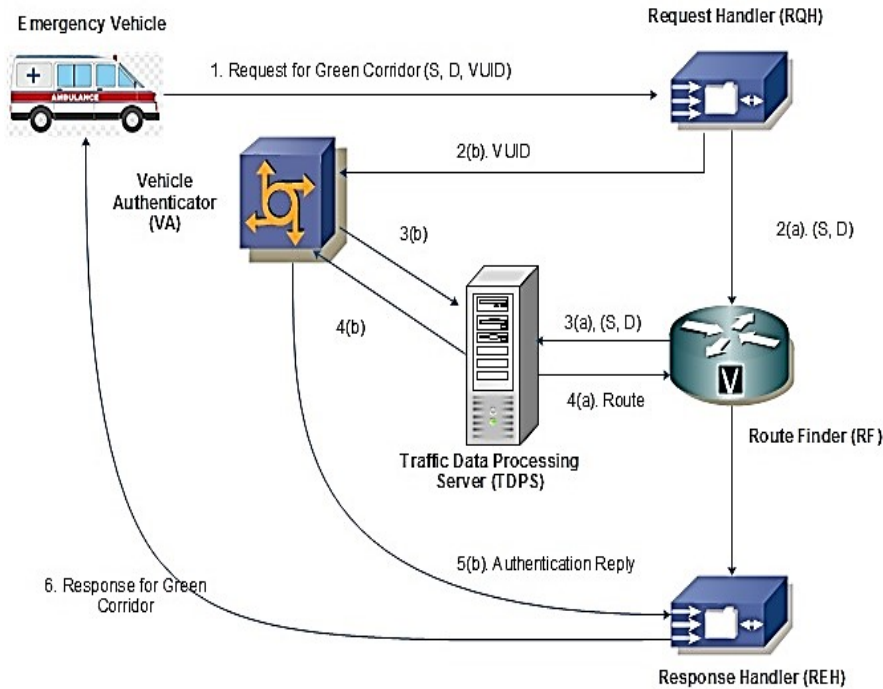 Emergency Vehicle
Request Handler (RQH)
1. Request for Green Corridor (S, D, VUID)
AMBULANCE
2(b). VUID
Vehicle
Authenticator
(VA)
3(b)
2(a). (S, D)
4(b)
3(a), (S, D)
4(a). Route
V
Route Finder (RF)
Traffic Data Processing
Server (TDPS)
5(b). Authentication Reply
6. Response for Green
Corridor
Response Handler (REH)